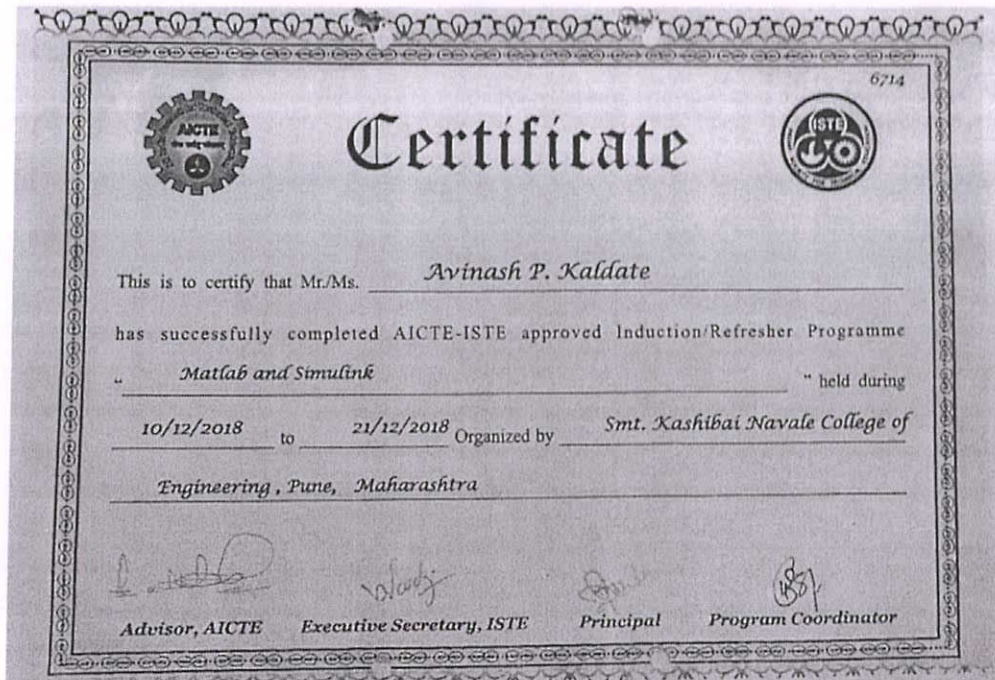 6714
AICTE
ISTE
Certificate
This is to certify that Mr./Ms. Avinash P. Kaldate
has successfully completed AICTE-ISTE approved Induction/Refresher Programme
" Matlab and Simulink " held during
10/12/2018 to 21/12/2018 Organized by Smt. Kashibai Navale College of
Engineering , Pune, Maharashtra
Advisor, AICTE Executive Secretary, ISTE Principal Program Coordinator